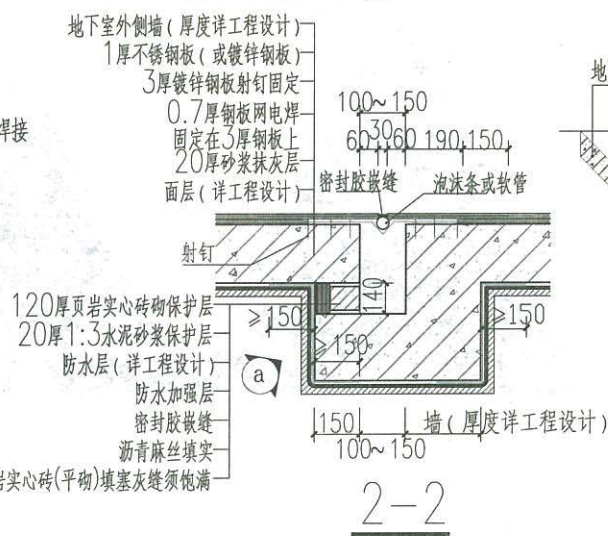 地下室外侧墙(厚度详工程设计)
1厚不锈钢板(或镀锌钢板)
3厚镀锌钢板射钉固定
0.7厚钢板网电焊
固定在3厚钢板上
20厚砂浆抹灰层
面层(详工程设计)
焊接
地
100~150
60 30 60 190 150
密封胶嵌缝
泡沫条或软管
射钉
140
120厚页岩实心砖砌保护层
20厚1:3水泥砂浆保护层
防水层(详工程设计)
防水加强层
密封胶嵌缝
沥青麻丝填实
岩实心砖(平砌)填塞灰缝须饱满
≥150
≥150
≥150
a
150
墙(厚度详工程设计)
100~150
2-2